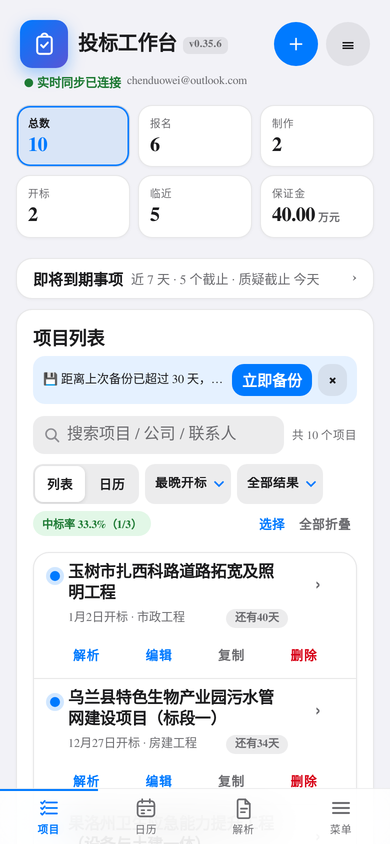 投标工作台 v0.35.6
实时同步已连接 chenduowei@outlook.com
总数 报名 制作
10 6 2
开标 临近 保证金
2 5 40.00 万元
即将到期事项 近 7 天 · 5 个截止 · 质疑截止 今天 ›
项目列表
💾 距离上次备份已超过 30 天，… 立即备份 ×
搜索项目 / 公司 / 联系人 共 10 个项目
列表 日历 最晚开标 全部结果
中标率 33.3%（1/3） 选择 全部折叠
玉树市扎西科路道路拓宽及照
明工程 ›
1月2日开标 · 市政工程 还有40天
解析 编辑 复制 删除
乌兰县特色生物产业园污水管
网建设项目（标段一） ›
12月27日开标 · 房建工程 还有34天
解析 编辑 复制 删除
项目 日历 解析 菜单